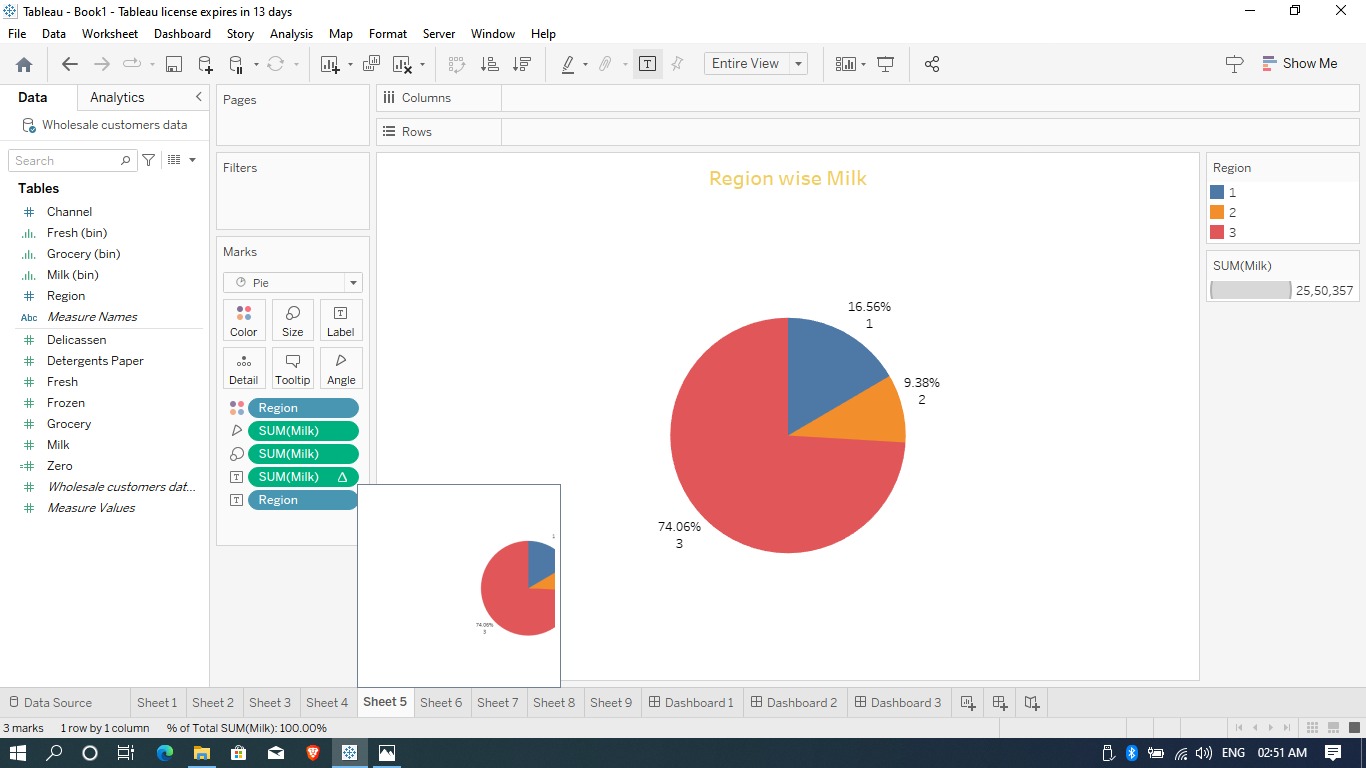 Tableau - Book1 - Tableau license expires in 13 days
File Data Worksheet Dashboard Story Analysis Map Format Server Window Help
Entire View
Show Me
Data Analytics
Wholesale customers data
Search
Tables
Channel
Fresh (bin)
Grocery (bin)
Milk (bin)
Region
Abc Measure Names
Delicassen
Detergents Paper
Fresh
Frozen
Grocery
Milk
Zero
Wholesale customers dat...
Measure Values
Pages
Filters
Marks
Pie
Color Size Label
Detail Tooltip Angle
Region
SUM(Milk)
SUM(Milk)
SUM(Milk)
Region
Columns
Rows
Region wise Milk
16.56%
1
9.38%
2
74.06%
3
1
74.06%
3
Region
1
2
3
SUM(Milk)
25,50,357
Data Source Sheet 1 Sheet 2 Sheet 3 Sheet 4 Sheet 5 Sheet 6 Sheet 7 Sheet 8 Sheet 9 Dashboard 1 Dashboard 2 Dashboard 3
3 marks 1 row by 1 column % of Total SUM(Milk): 100.00%
ENG 02:51 AM